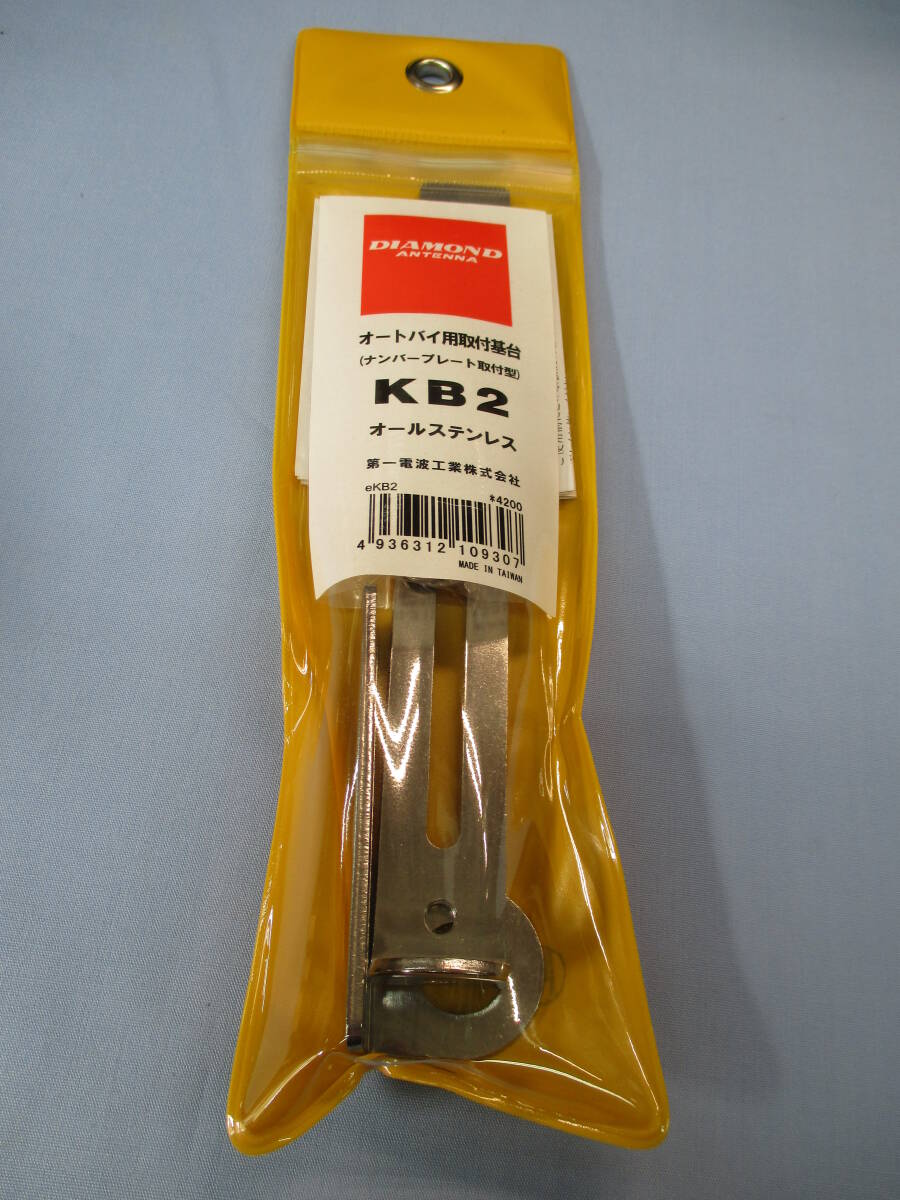 DIAMOND
ANTENNA
オートバイ用取付基台
(ナンバープレート取付型)
KB2
オールステンレス
第一電波工業株式会社
eKB2
*4200
4 936312 109307
MADE IN TAIWAN